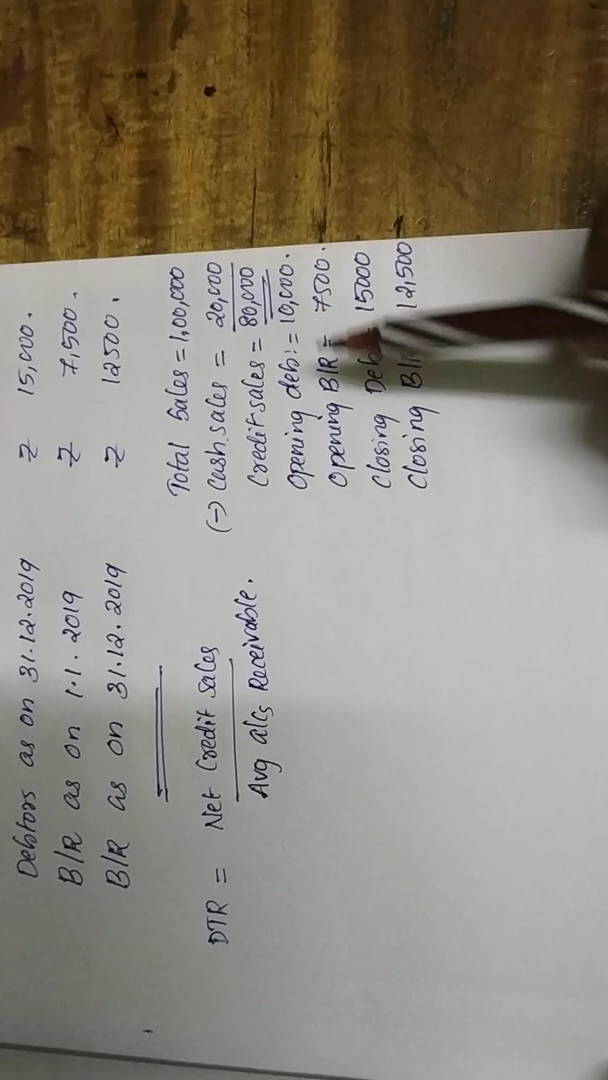 Debtors as on 31.12.2019 = 15,000.
B/R as on 1.1.2019 = 7,500.
B/R as on 31.12.2019 = 12500.
DTR = Net Credit Sales
Avg a/cs Receivable.
Total Sales = 1,00,000
(-) Cash sales = 20,000
Credit sales = 80,000
Opening deb: = 10,000.
Opening B/R = 7500.
Closing Deb 15000
Closing 12,500